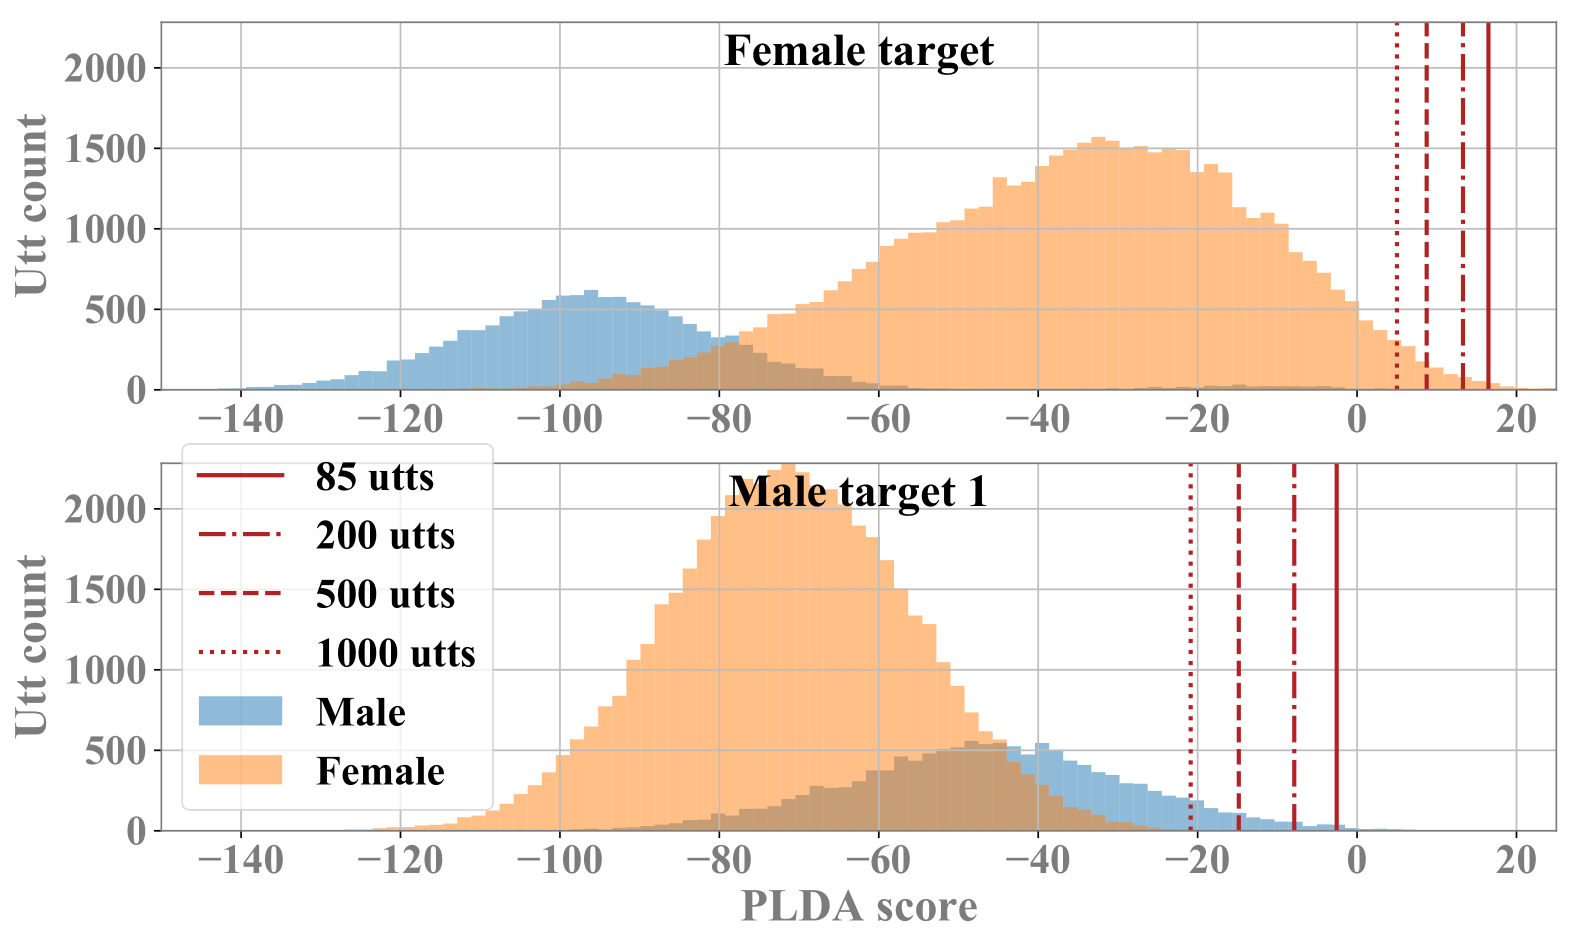 Female target
Utt count
2000
1500
1000
500
0
−140 −120 −100 −80 −60 −40 −20 0 20
Male target 1
Utt count
2000
1500
1000
500
0
85 utts
200 utts
500 utts
1000 utts
Male
Female
−140 −120 −100 −80 −60 −40 −20 0 20
PLDA score